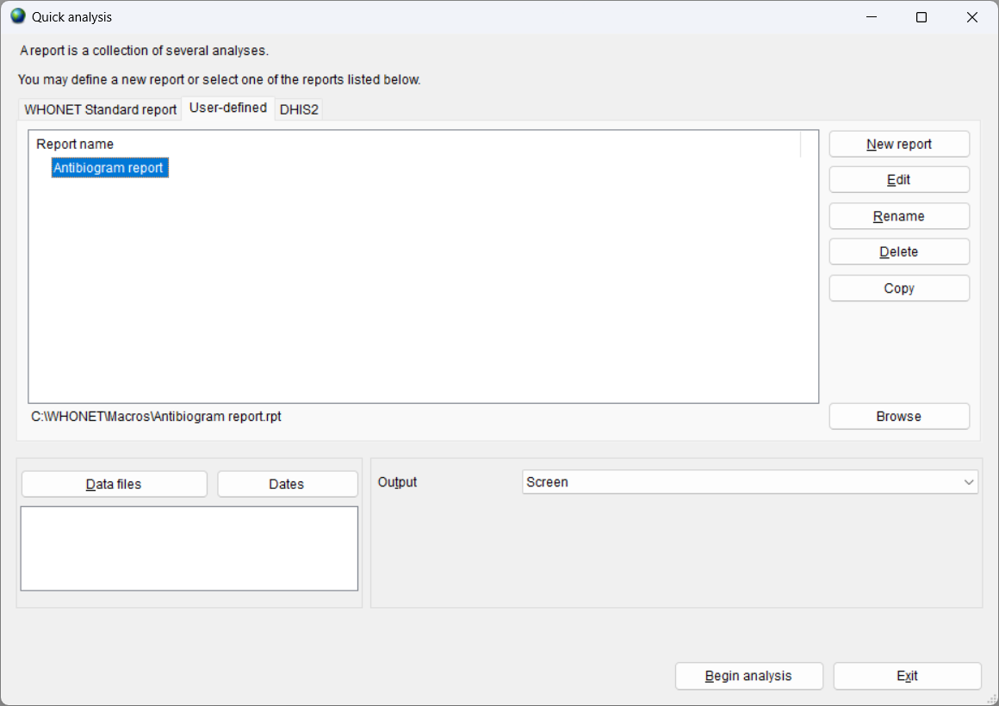 Quick analysis
A report is a collection of several analyses.
You may define a new report or select one of the reports listed below.
WHONET Standard report User-defined DHIS2
Report name
Antibiogram report
New report
Edit
Rename
Delete
Copy
C:\WHONET\Macros\Antibiogram report.rpt
Browse
Data files Dates
Output Screen
Begin analysis Exit